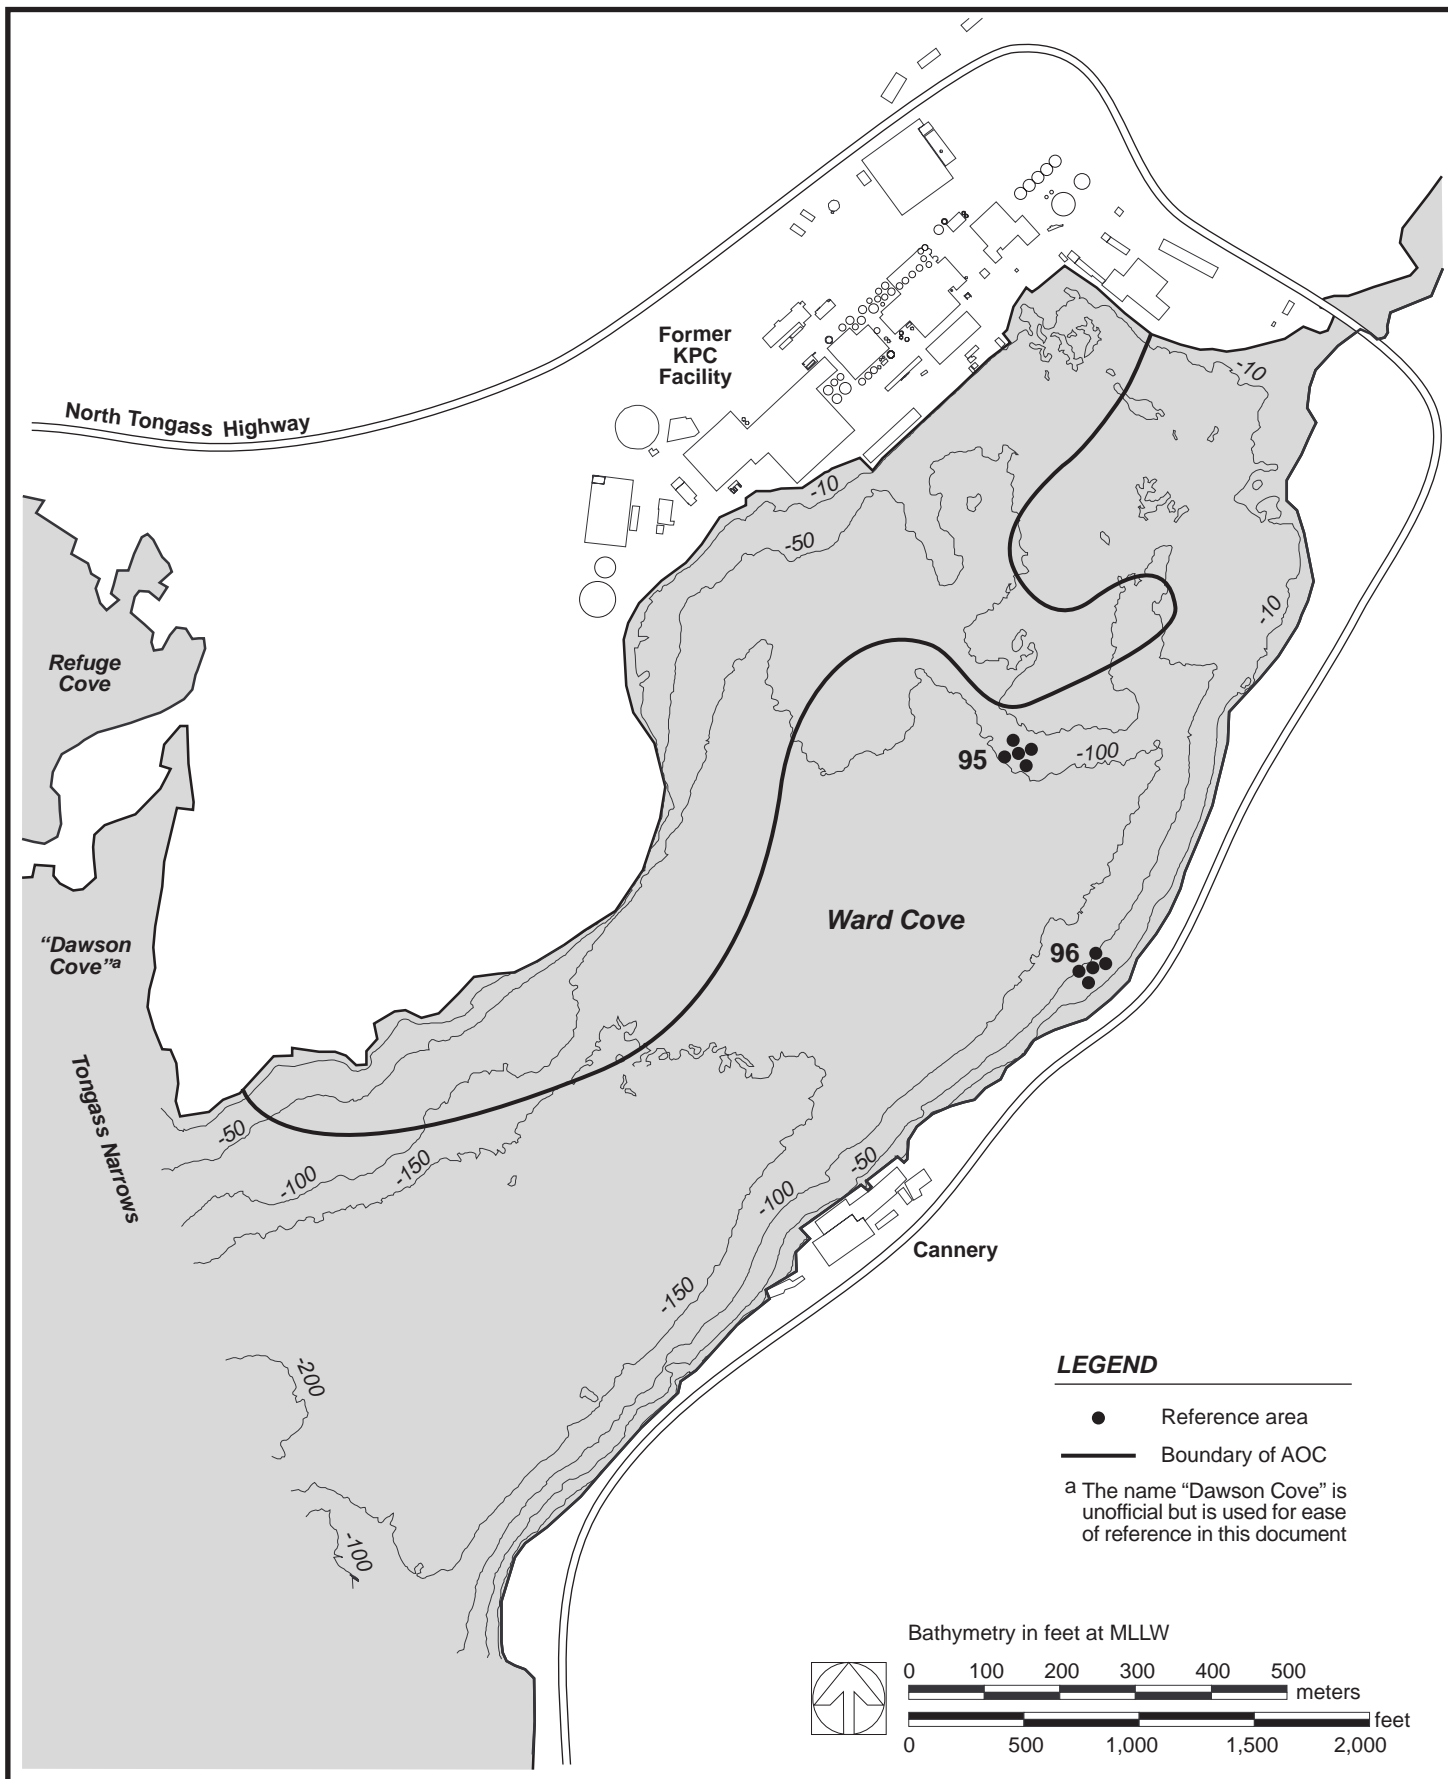 Former
KPC
Facility
-10
North Tongass Highway
-10
-50
-10
Refuge
Cove
95
-100
Ward Cove
“Dawson
Cove”a
96
Tongass Narrows
-50
-100
-150
-50
-100
Cannery
-150
-200
-100
LEGEND
Reference area
Boundary of AOC
a The name “Dawson Cove” is
unofficial but is used for ease
of reference in this document
Bathymetry in feet at MLLW
0 100 200 300 400 500
meters
feet
0 500 1,000 1,500 2,000